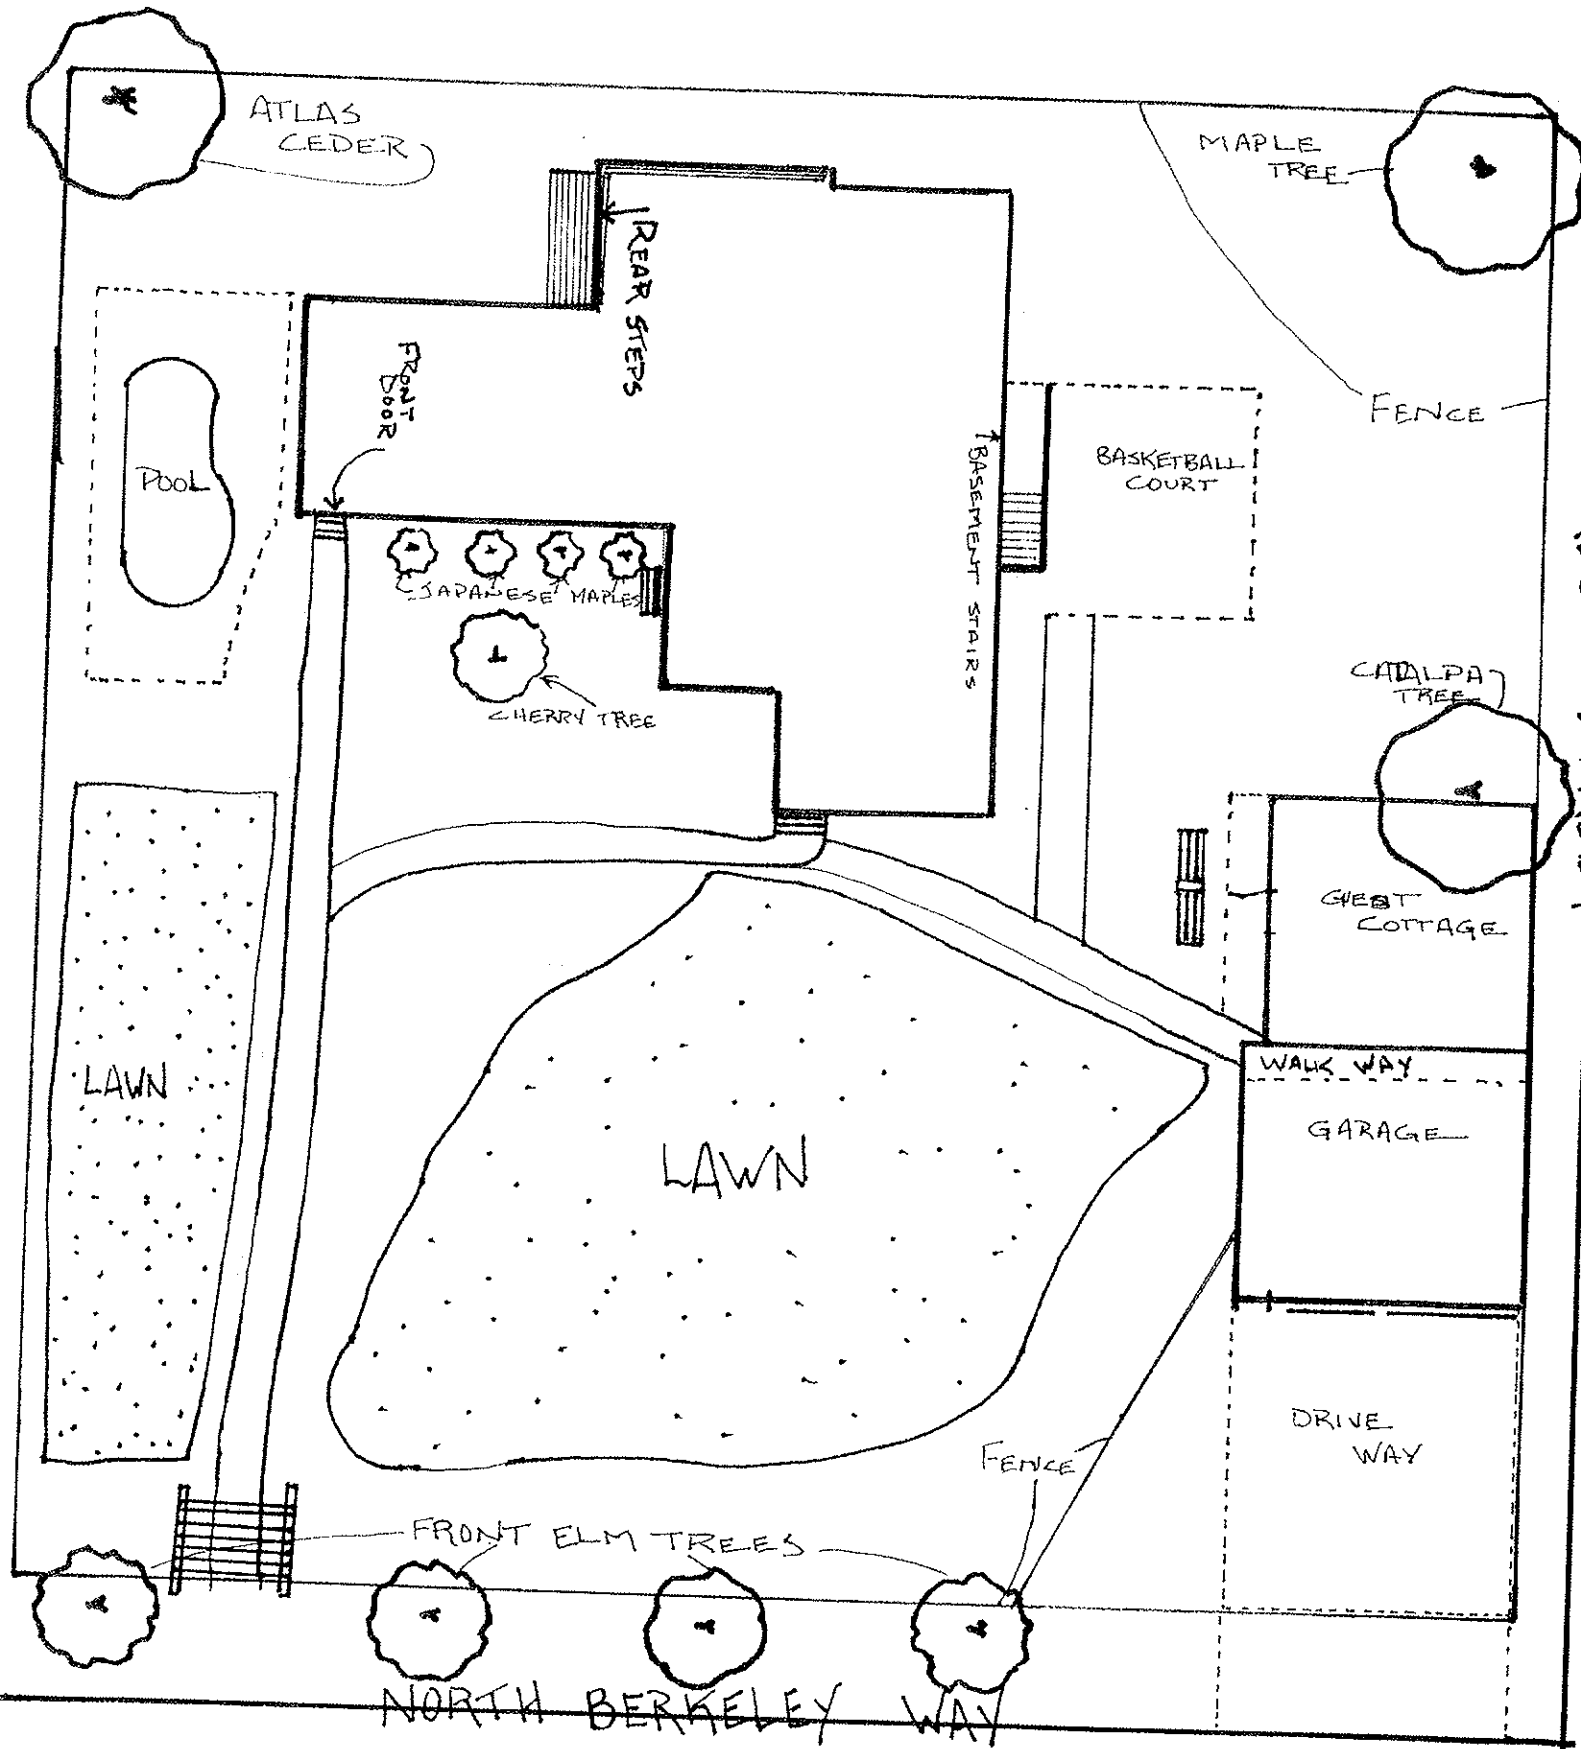 ATLAS
CEDER
MAPLE
TREE
REAR STEPS
FRONT
DOOR
FENCE
POOL
BASEMENT STAIRS
BASKETBALL
COURT
JAPANESE MAPLES
CHERRY TREE
CATALPA
TREE
GUEST
COTTAGE
WALK WAY
GARAGE
LAWN
LAWN
DRIVE
WAY
FENCE
FRONT ELM TREES
NORTH BERKELEY WAY